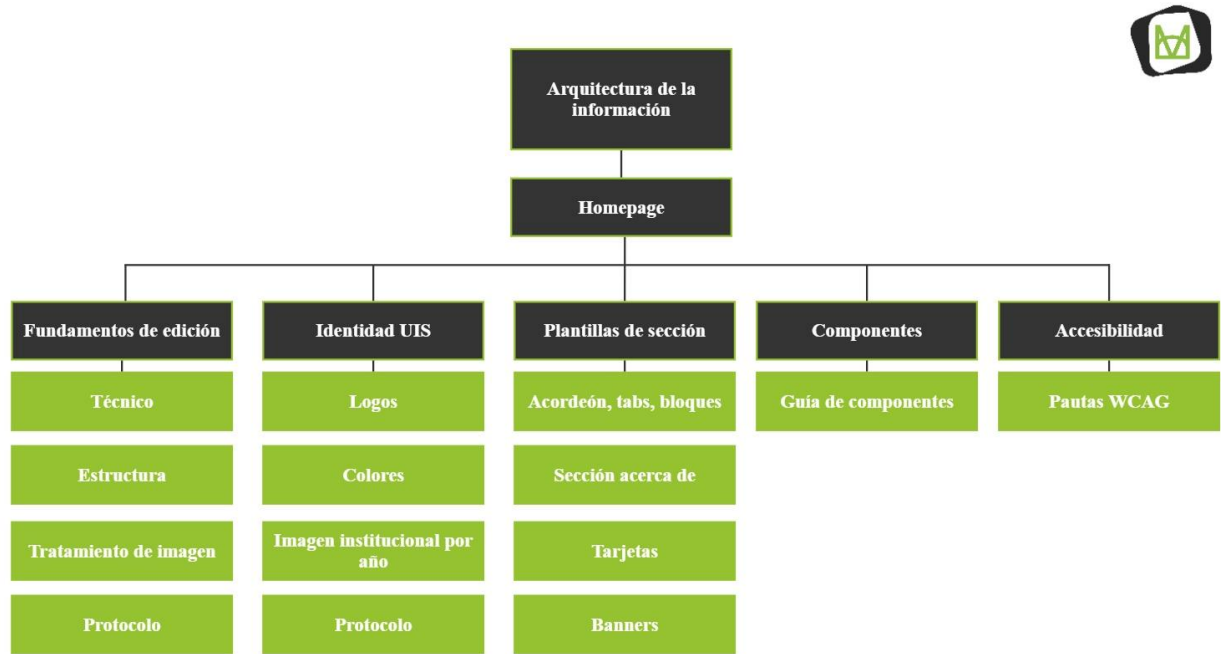 Arquitectura de la
información
Homepage
Fundamentos de edición
Identidad UIS
Plantillas de sección
Componentes
Accesibilidad
Técnico
Logos
Acordeón, tabs, bloques
Guía de componentes
Pautas WCAG
Estructura
Colores
Sección acerca de
Tratamiento de imagen
Imagen institucional por
año
Tarjetas
Protocolo
Protocolo
Banners